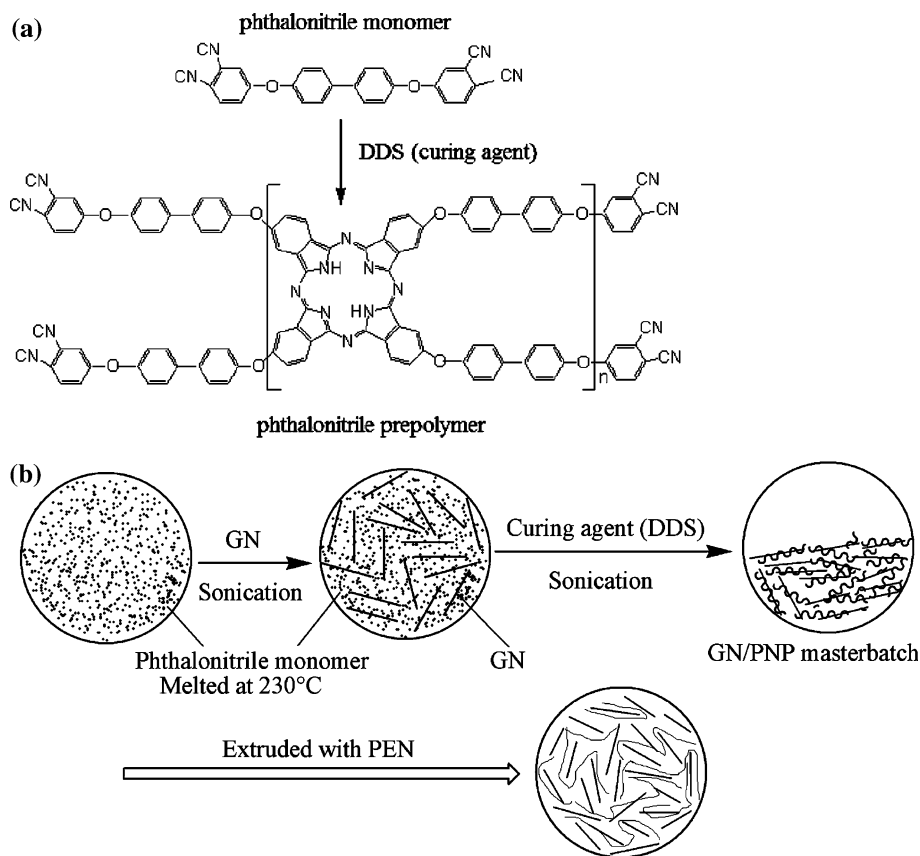 (a)
phthalonitrile monomer
CN
CN
O
O
CN
CN
DDS (curing agent)
CN
CN
O
O
O
O
CN
CN
N
NH
N
N
N
N
HN
N
CN
CN
O
O
O
O
CN
CN
n
phthalonitrile prepolymer
(b)
GN
Sonication
Curing agent (DDS)
Sonication
Phthalonitrile monomer
Melted at 230°C
GN
GN/PNP masterbatch
Extruded with PEN